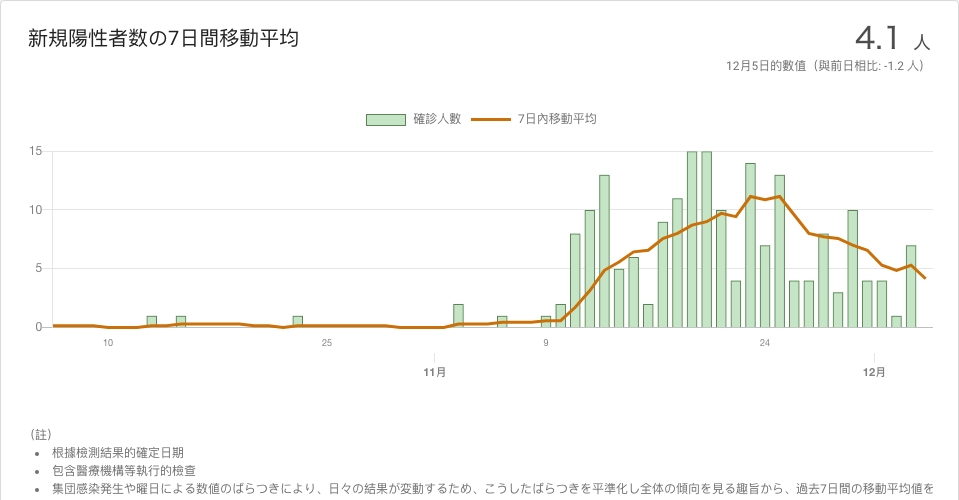 新規陽性者数の7日間移動平均
4.1 人
12月5日的數值（與前日相比: -1.2 人）
確診人數 7日內移動平均
15
10
5
0
10 25 9 24
11月 12月
（註）
• 根據檢測結果的確定日期
• 包含醫療機構等執行的檢查
• 集団感染発生や曜日による数値のばらつきにより、日々の結果が変動するため、こうしたばらつきを平準化し全体の傾向を見る趣旨から、過去7日間の移動平均値を